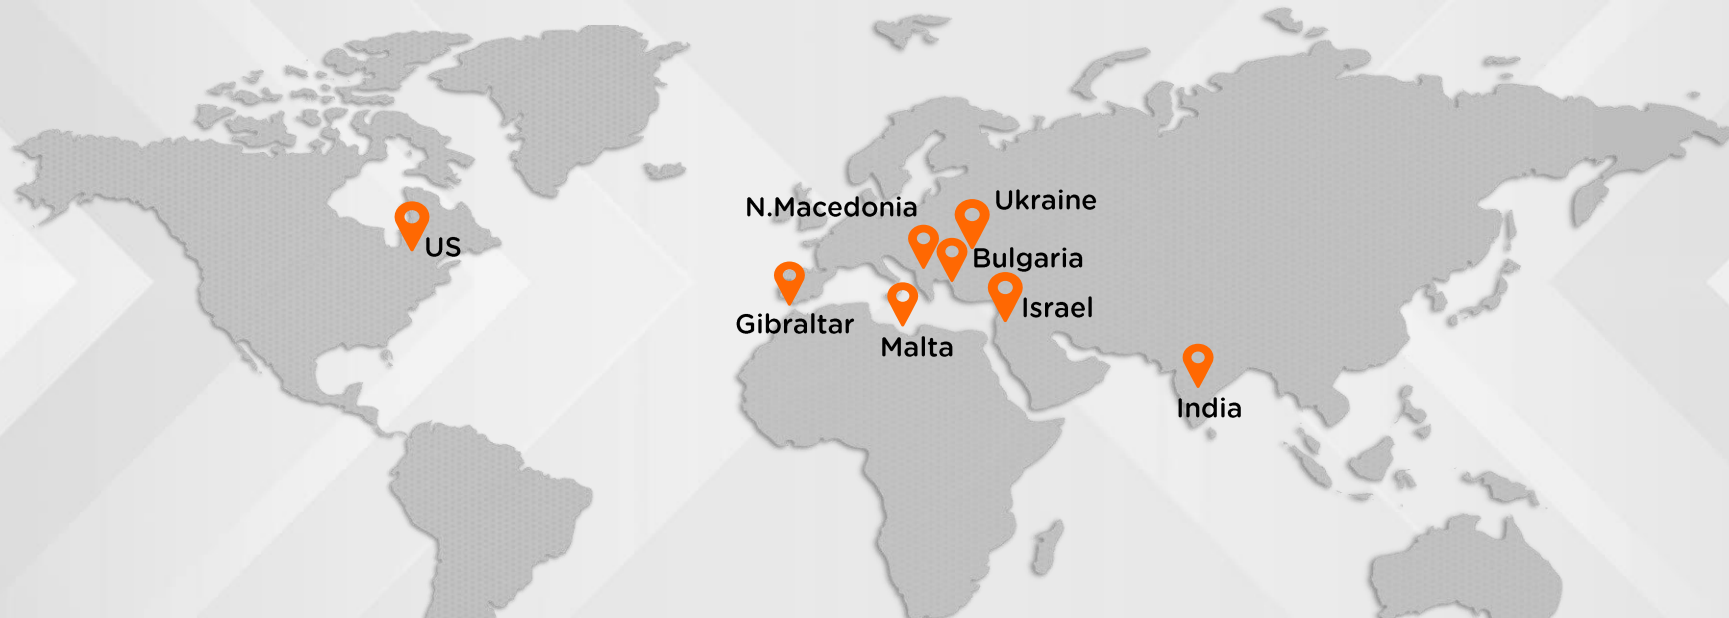 N.Macedonia
Ukraine
US
Bulgaria
Gibraltar
Israel
Malta
India